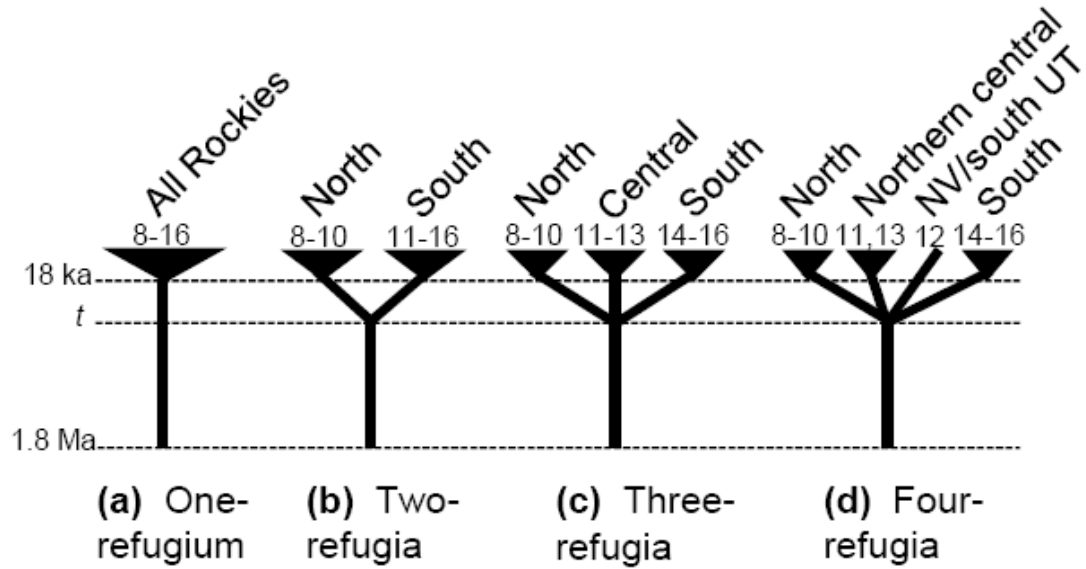 All Rockies
North
South
North
Central
South
North
Northern central
NV/south UT
South
8-16
8-10
11-16
8-10
11-13
14-16
8-10
11,13
12
14-16
18 ka
t
1.8 Ma
(a) One-
refugium
(b) Two-
refugia
(c) Three-
refugia
(d) Four-
refugia